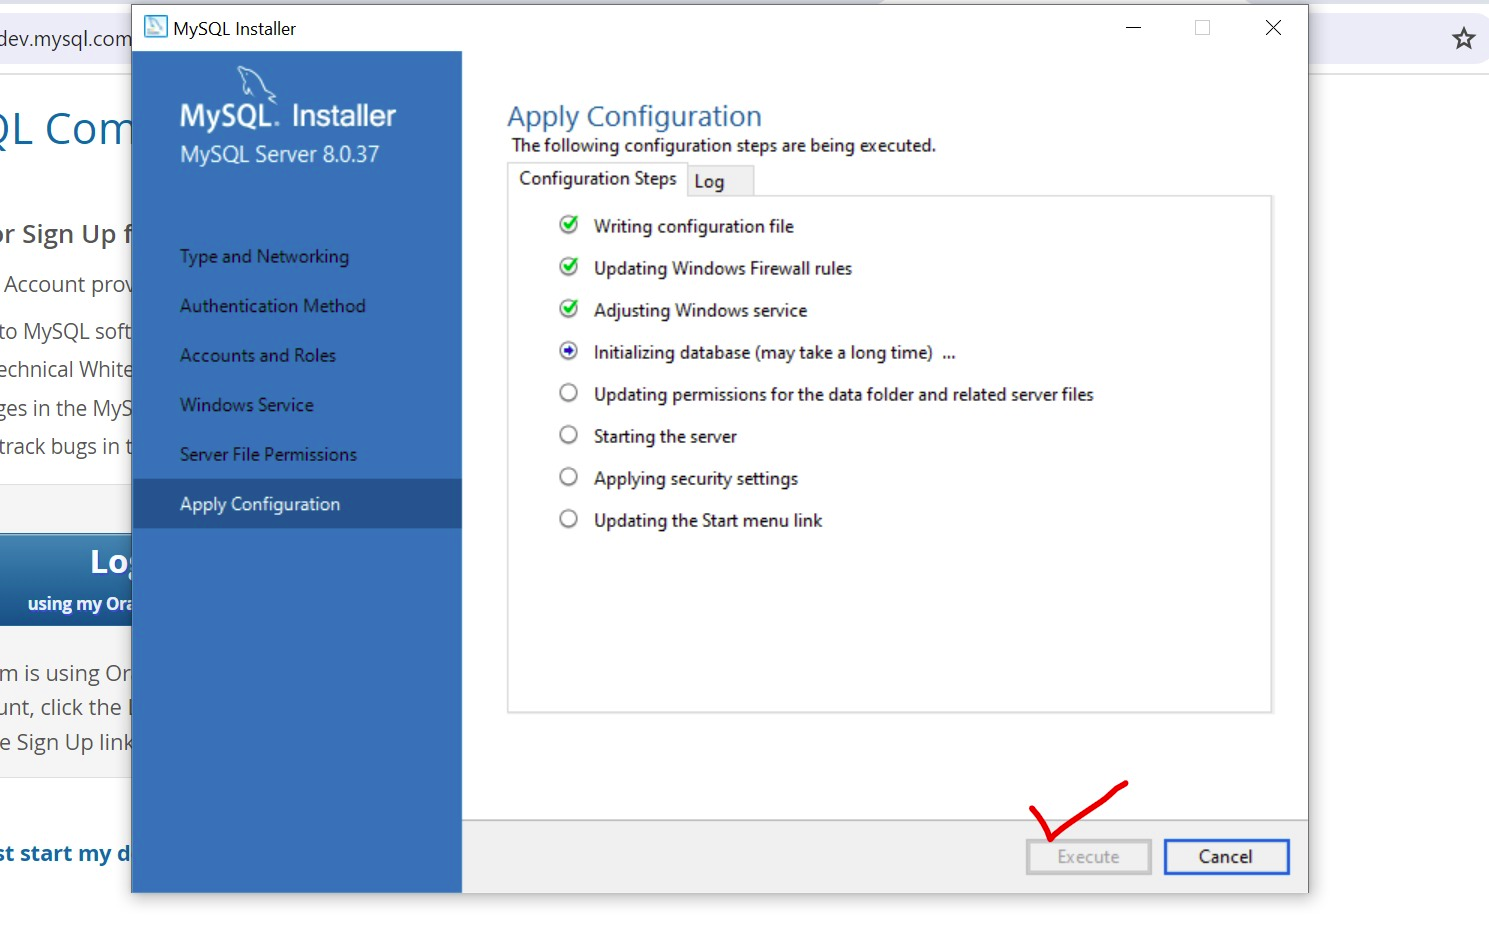 MySQL Installer
dev.mysql.com
QL Com
or Sign Up f
Account prov
to MySQL soft
echnical White
ges in the MyS
track bugs in t
Log
using my Ora
m is using Or
unt, click the
e Sign Up link
st start my d
MySQL. Installer
MySQL Server 8.0.37
Type and Networking
Authentication Method
Accounts and Roles
Windows Service
Server File Permissions
Apply Configuration
Apply Configuration
The following configuration steps are being executed.
Configuration Steps
Log
Writing configuration file
Updating Windows Firewall rules
Adjusting Windows service
Initializing database (may take a long time) ...
Updating permissions for the data folder and related server files
Starting the server
Applying security settings
Updating the Start menu link
Execute
Cancel